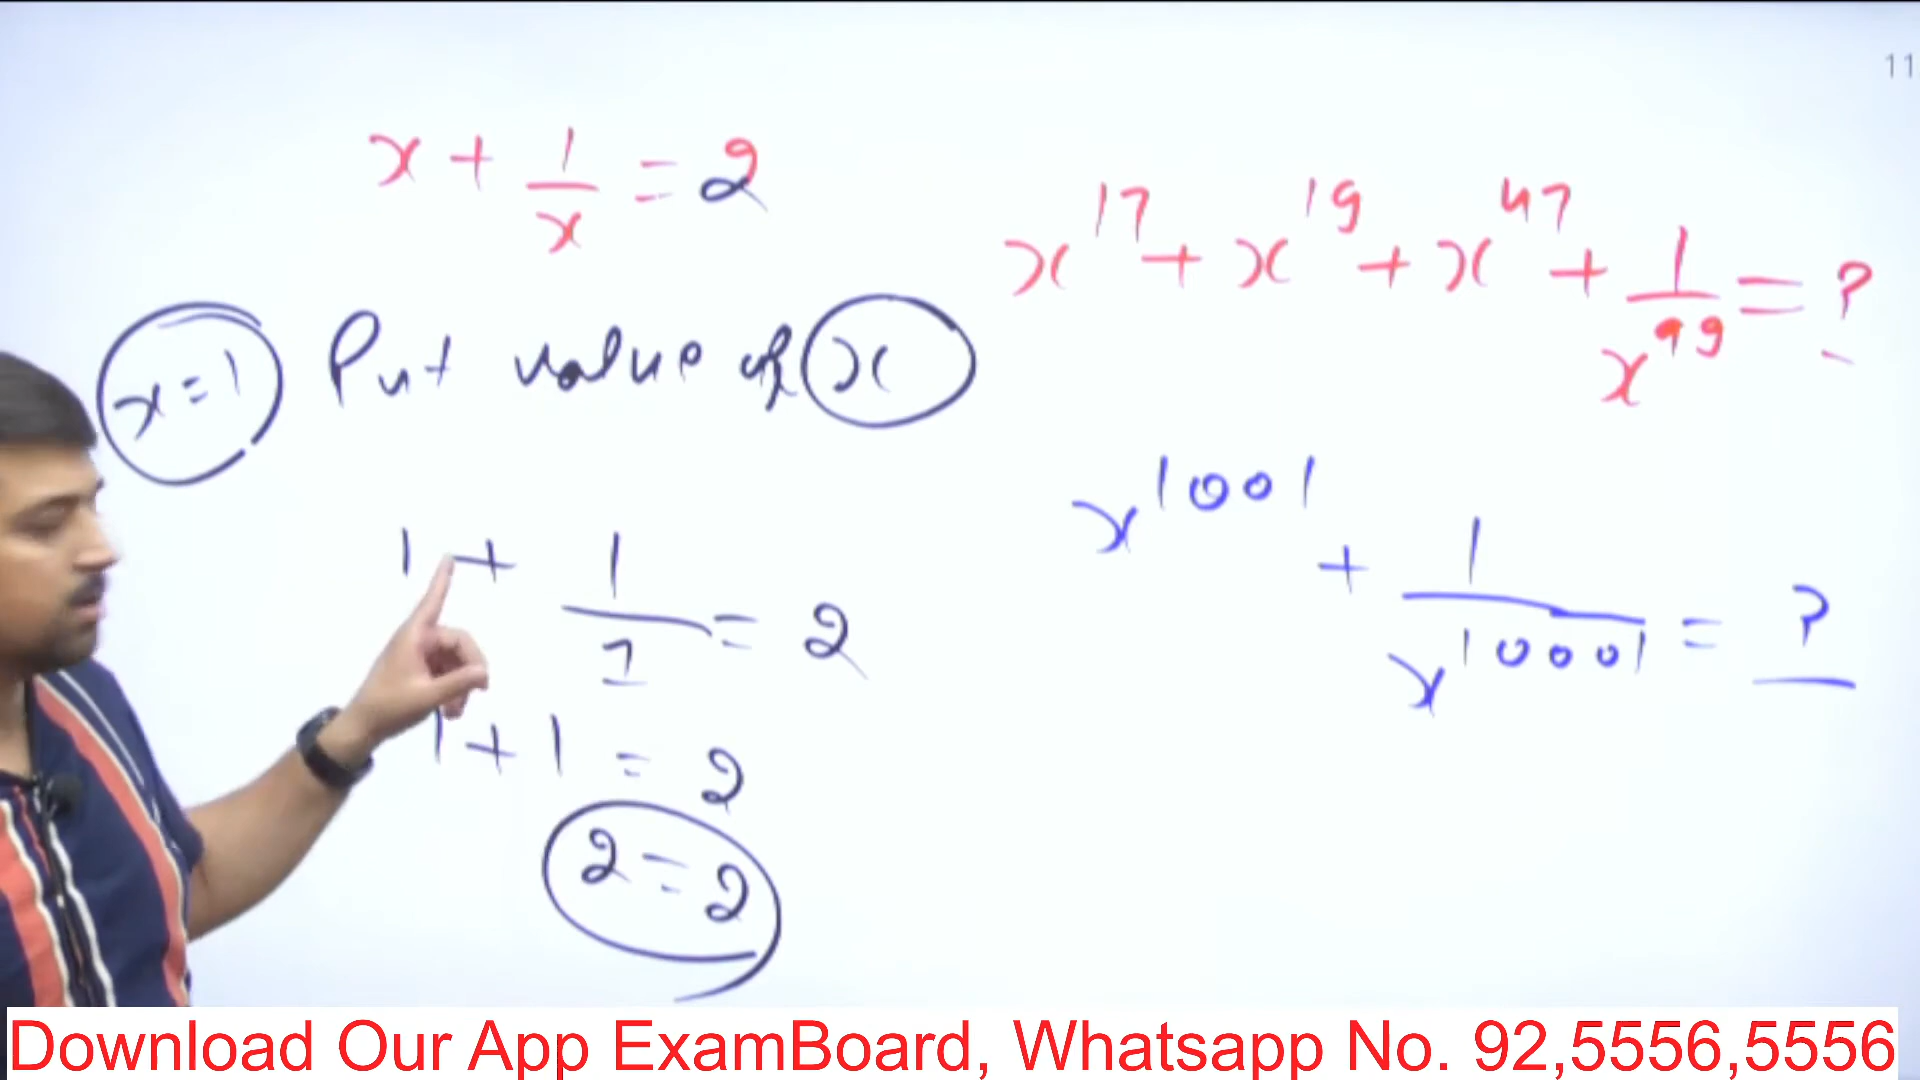 11
x + 1/x = 2
x^17 + x^19 + x^47 + 1/x^99 = ?
x = 1 Put value of x
x^1001 + 1/x^10001 = ?
1 + 1/1 = 2
1 + 1 = 2
2 = 2
Download Our App ExamBoard, Whatsapp No. 92,5556,5556